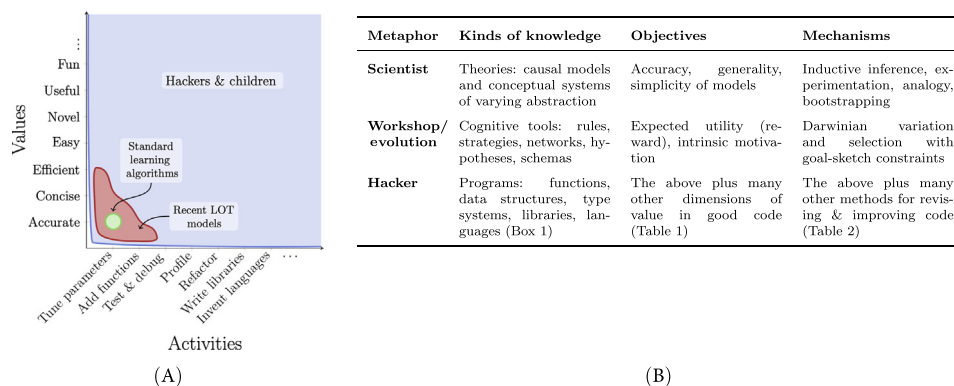 ⋮
Fun
Useful
Novel
Easy
Efficient
Concise
Accurate
Values
Hackers & children
Standard
learning
algorithms
Recent LOT
models
Tune parameters
Add functions
Test & debug
Profile
Refactor
Write libraries
Invent languages
⋯
Activities
(A)
Metaphor Kinds of knowledge Objectives Mechanisms
Scientist Theories: causal models Accuracy, generality, Inductive inference, ex-
and conceptual systems simplicity of models perimentation, analogy,
of varying abstraction bootstrapping
Workshop/ Cognitive tools: rules, Expected utility (re- Darwinian variation
evolution strategies, networks, hy- ward), intrinsic motiva- and selection with
potheses, schemas tion goal-sketch constraints
Hacker Programs: functions, The above plus many The above plus many
data structures, type other dimensions of other methods for revis-
systems, libraries, lan- value in good code ing & improving code
guages (Box 1) (Table 1) (Table 2)
(B)